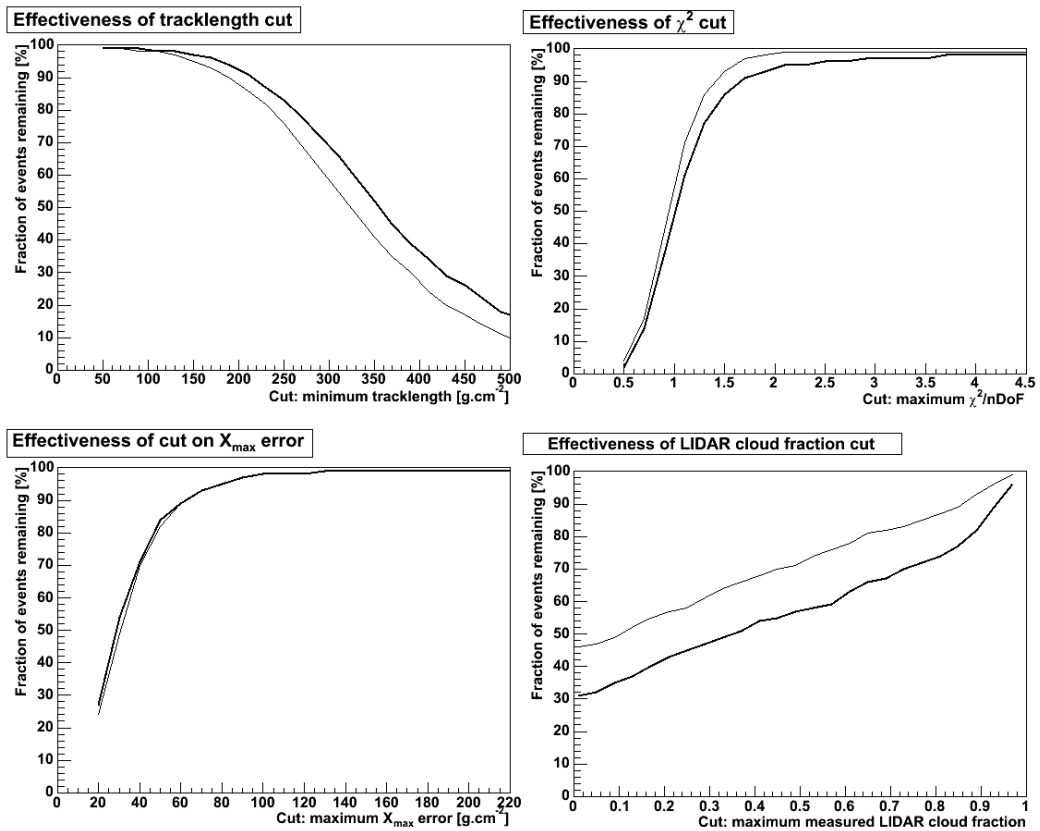 Effectiveness of tracklength cut
Fraction of events remaining [%]
100
90
80
70
60
50
40
30
20
10
0
0 50 100 150 200 250 300 350 400 450 500
Cut: minimum tracklength [g.cm⁻²]
Effectiveness of χ² cut
Fraction of events remaining [%]
100
90
80
70
60
50
40
30
20
10
0
0 0.5 1 1.5 2 2.5 3 3.5 4 4.5
Cut: maximum χ²/nDoF
Effectiveness of cut on Xmax error
Fraction of events remaining [%]
100
90
80
70
60
50
40
30
20
10
0
0 20 40 60 80 100 120 140 160 180 200 220
Cut: maximum Xmax error [g.cm⁻²]
Effectiveness of LIDAR cloud fraction cut
Fraction of events remaining [%]
100
90
80
70
60
50
40
30
20
10
0
0 0.1 0.2 0.3 0.4 0.5 0.6 0.7 0.8 0.9 1
Cut: maximum measured LIDAR cloud fraction